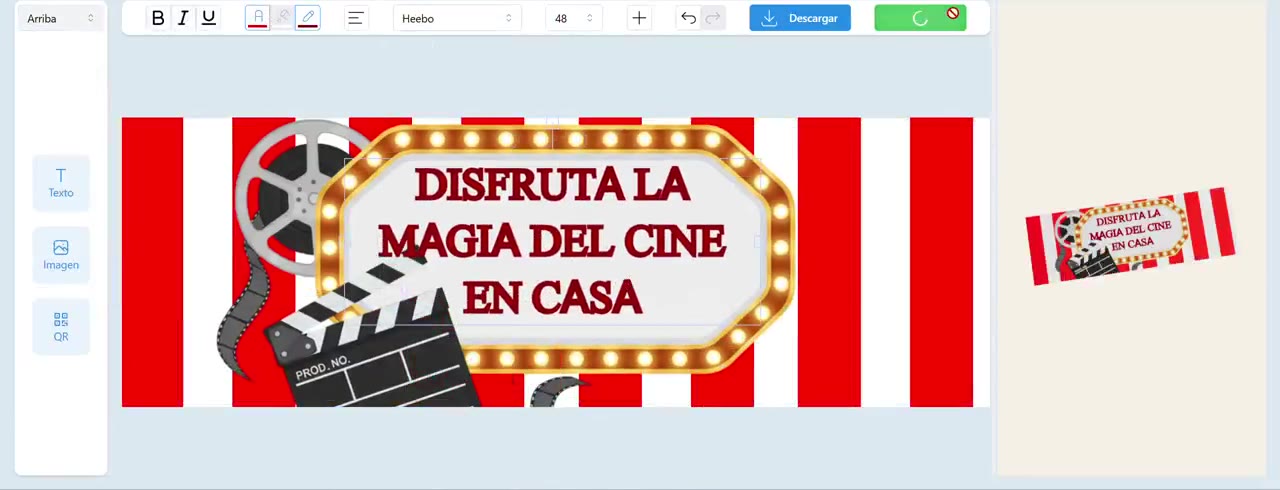 Arriba
B I U A Heebo 48 Descargar
Texto
Imagen
QR
DISFRUTA LA
MAGIA DEL CINE
EN CASA
PROD. NO.
DISFRUTA LA
MAGIA DEL CINE
EN CASA